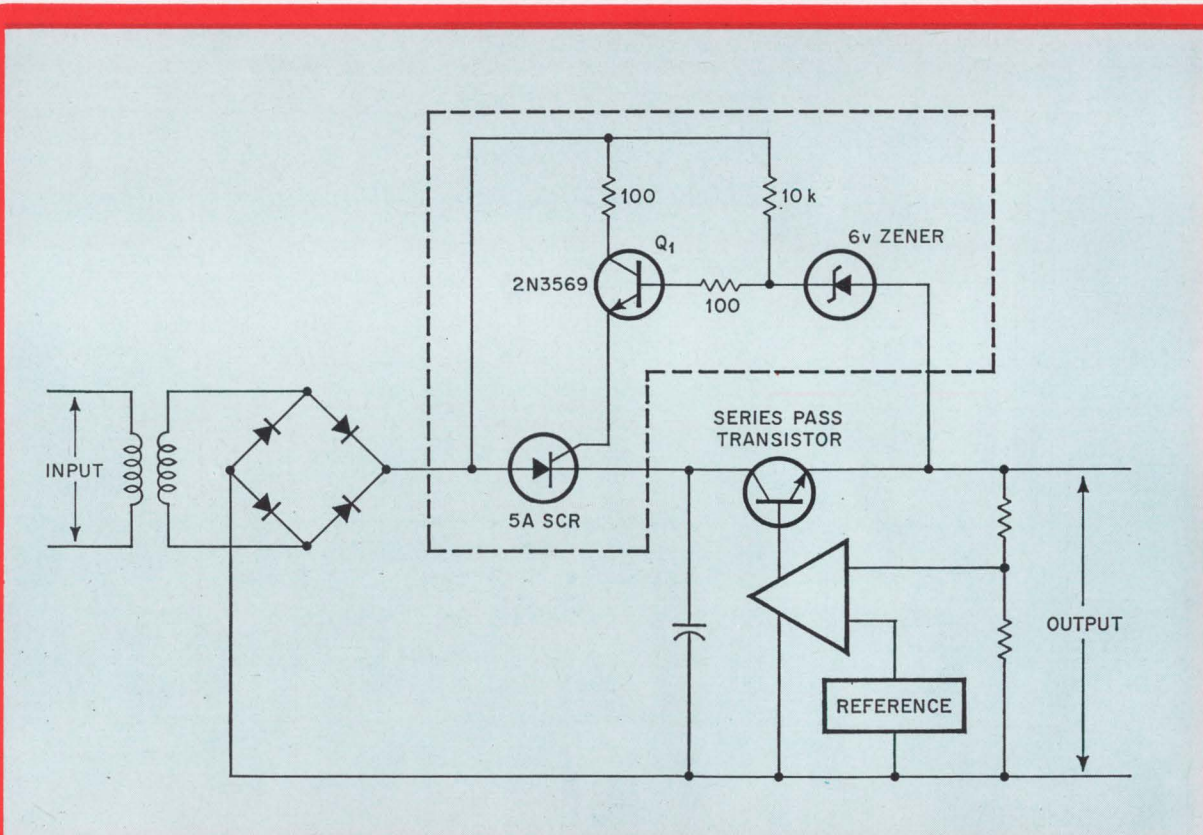 100
10 k
Q1
6v ZENER
2N3569
100
SERIES PASS
TRANSISTOR
INPUT
5A SCR
OUTPUT
REFERENCE